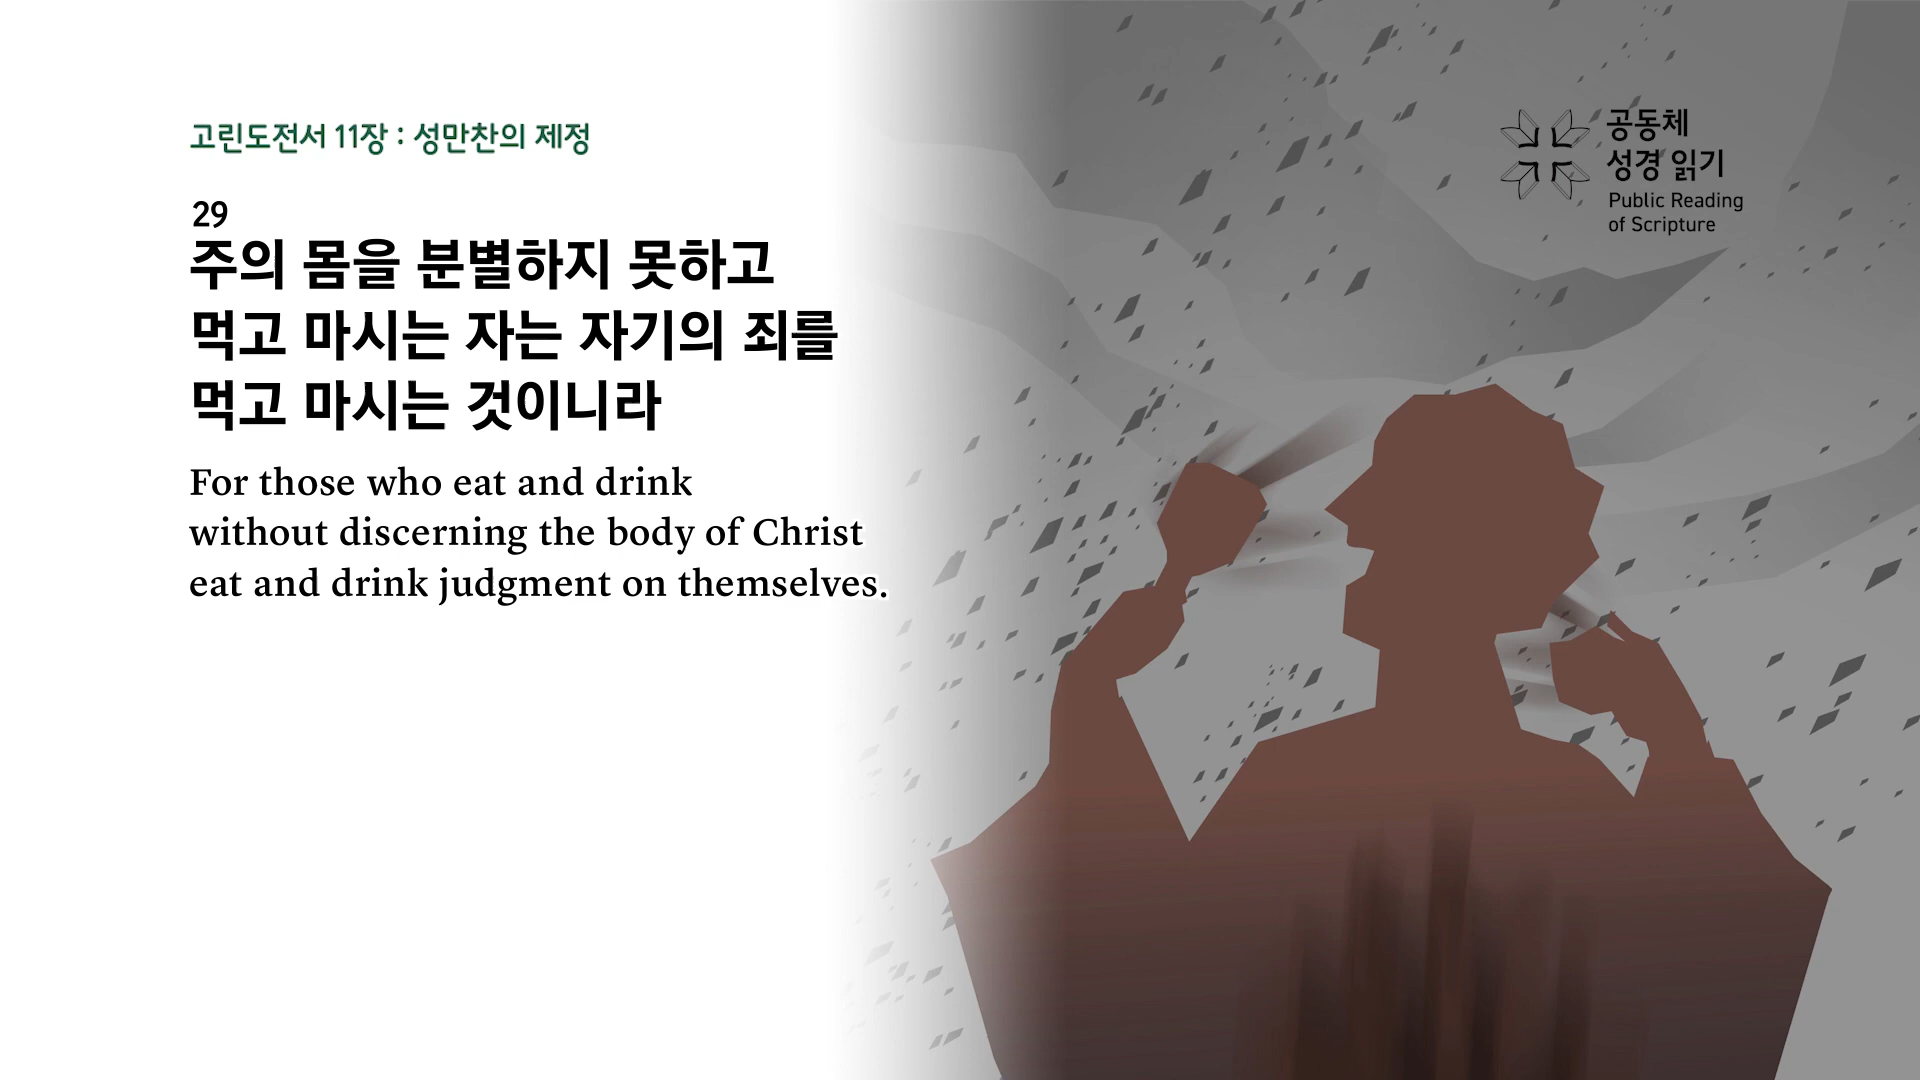 고린도전서 11장 : 성만찬의 제정
29
주의 몸을 분별하지 못하고
먹고 마시는 자는 자기의 죄를
먹고 마시는 것이니라
For those who eat and drink
without discerning the body of Christ
eat and drink judgment on themselves.
공동체
성경 읽기
Public Reading
of Scripture